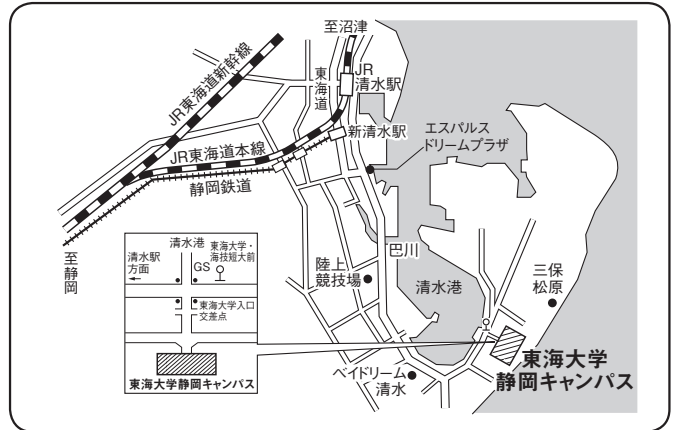 至沼津
JR東海道新幹線
東海道
JR
清水駅
新清水駅
エスパルス
ドリームプラザ
JR東海道本線
静岡鉄道
至静岡
清水駅
方面
清水港
GS
東海大学・
海技短大前
東海大学入口
交差点
東海大学静岡キャンパス
陸上
競技場
巴川
清水港
三保
松原
ベイドリーム
清水
東海大学
静岡キャンパス